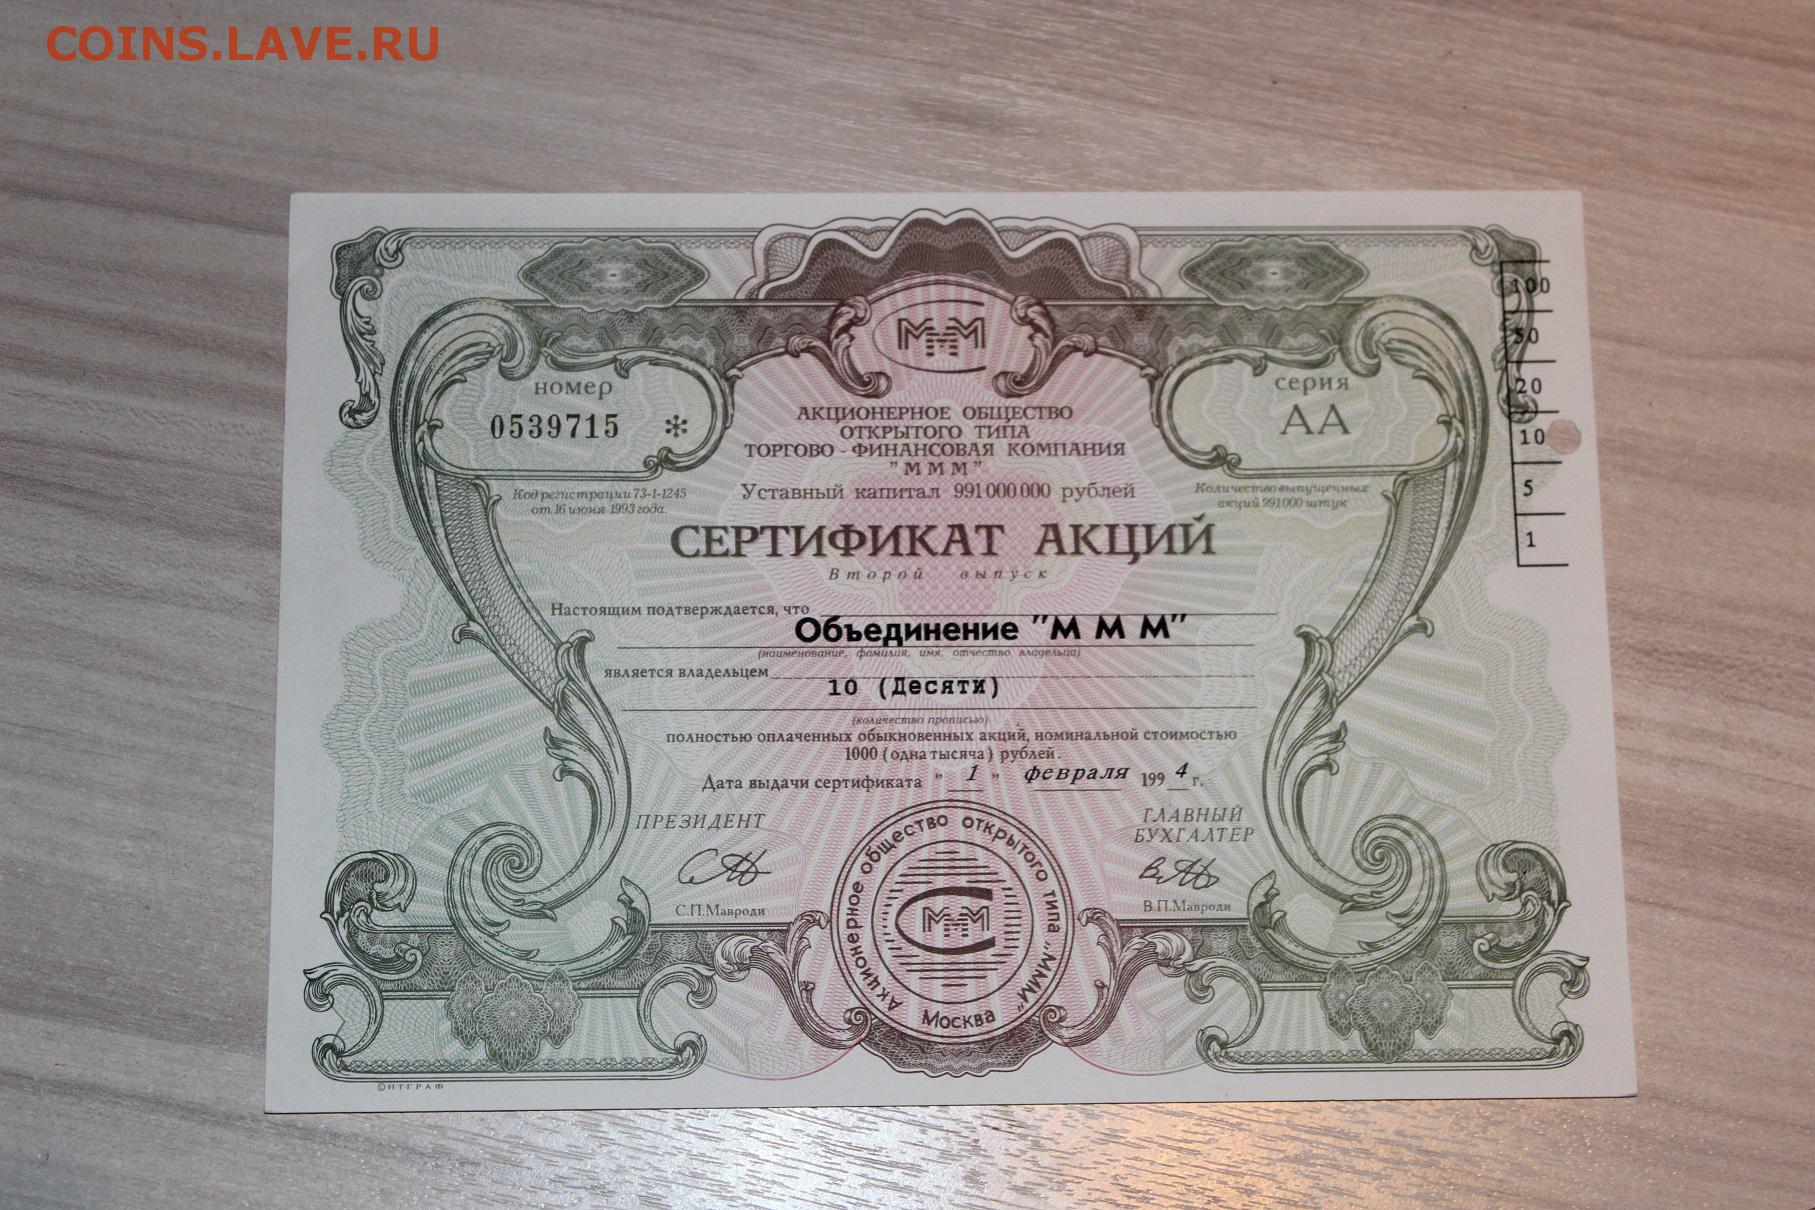 COINS.LAVE.RU
МММ
номер
0539715 *
серия
АА
100
50
20
10
5
1
АКЦИОНЕРНОЕ ОБЩЕСТВО
ОТКРЫТОГО ТИПА
ТОРГОВО - ФИНАНСОВАЯ КОМПАНИЯ
"М М М"
Уставный капитал 991 000 000 рублей
Код регистрации 73-1-1245
от 16 июня 1993 года.
Количество выпущенных
акций 991000 штук
СЕРТИФИКАТ АКЦИЙ
Второй выпуск
Настоящим подтверждается, что
Объединение "М М М"
(наименование, фамилия, имя, отчество владельца)
является владельцем
10 (Десяти)
(количество прописью)
полностью оплаченных обыкновенных акций, номинальной стоимостью
1000 (одна тысяча) рублей.
Дата выдачи сертификата " 1 " февраля 1994 г.
ПРЕЗИДЕНТ
С.П.Мавроди
ГЛАВНЫЙ
БУХГАЛТЕР
В.П.Мавроди
Акционерное общество открытого типа „МММ”
МММ
Москва
©НТГРАФ